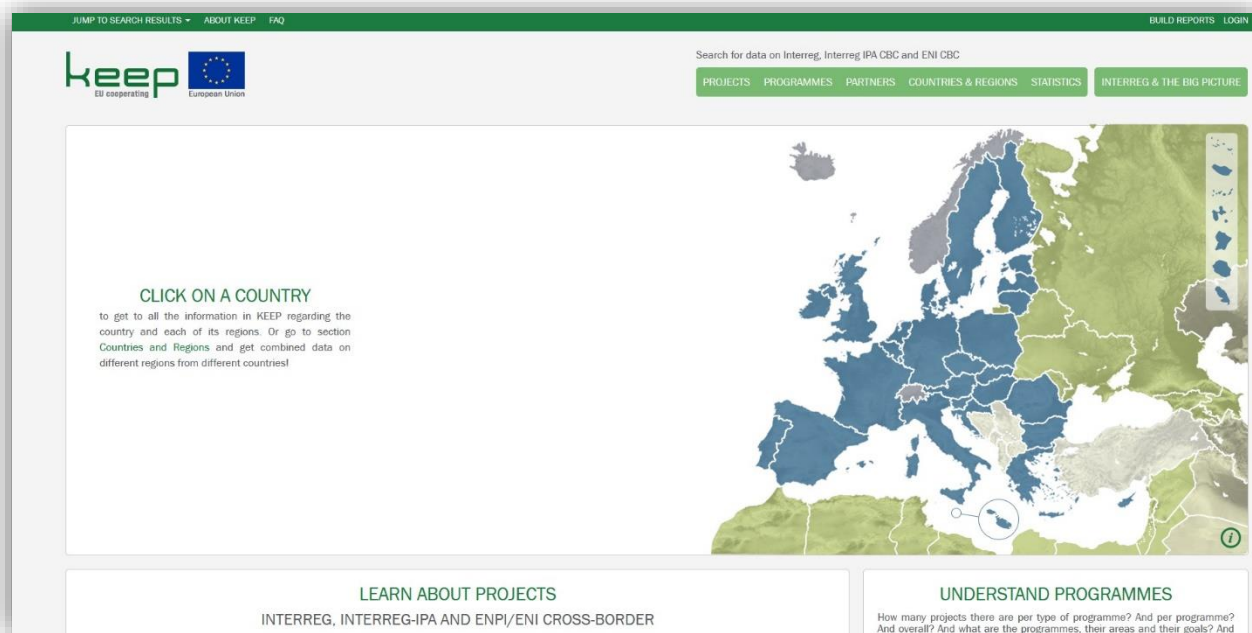 JUMP TO SEARCH RESULTS ABOUT KEEP FAQ
BUILD REPORTS LOGIN
keep
EU cooperating
European Union
Search for data on Interreg, Interreg IPA CBC and ENI CBC
PROJECTS PROGRAMMES PARTNERS COUNTRIES & REGIONS STATISTICS INTERREG & THE BIG PICTURE
CLICK ON A COUNTRY
to get to all the information in KEEP regarding the
country and each of its regions. Or go to section
Countries and Regions and get combined data on
different regions from different countries!
i
LEARN ABOUT PROJECTS
INTERREG, INTERREG-IPA AND ENPI/ENI CROSS-BORDER
UNDERSTAND PROGRAMMES
How many projects there are per type of programme? And per programme?
And overall? And what are the programmes, their areas and their goals? And